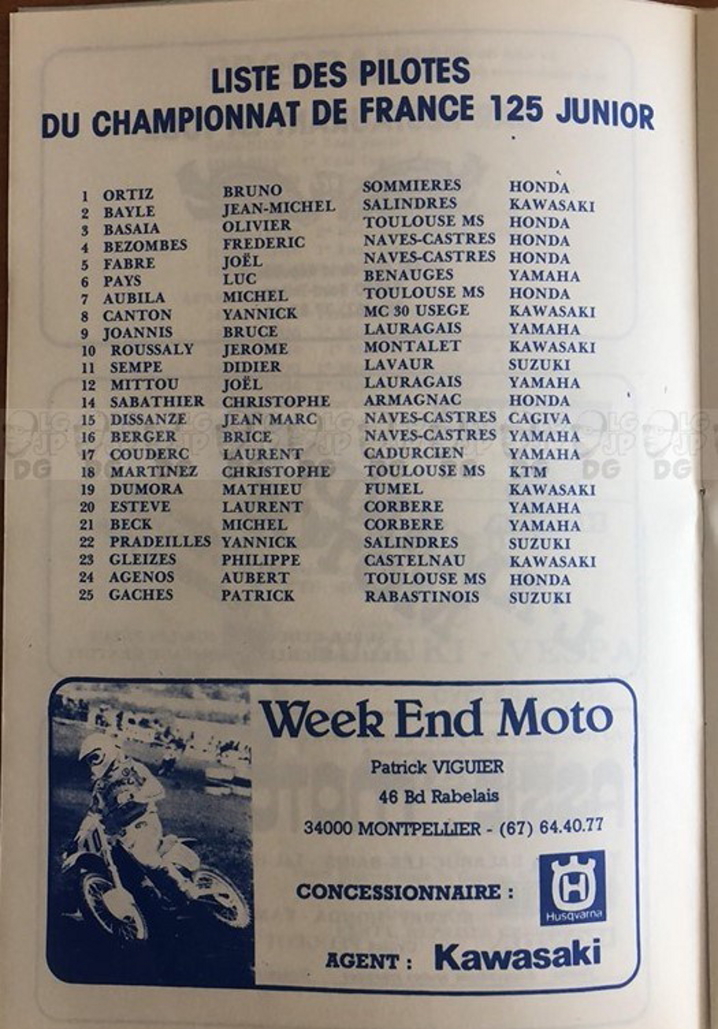 LISTE DES PILOTES
DU CHAMPIONNAT DE FRANCE 125 JUNIOR
1 ORTIZ BRUNO SOMMIERES HONDA
2 BAYLE JEAN-MICHEL SALINDRES KAWASAKI
3 BASAIA OLIVIER TOULOUSE MS HONDA
4 BEZOMBES FREDERIC NAVES-CASTRES HONDA
5 FABRE JOËL NAVES-CASTRES HONDA
6 PAYS LUC BENAUGES YAMAHA
7 AUBILA MICHEL TOULOUSE MS HONDA
8 CANTON YANNICK MC 30 USEGE KAWASAKI
9 JOANNIS BRUCE LAURAGAIS YAMAHA
10 ROUSSALY JEROME MONTALET KAWASAKI
11 SEMPE DIDIER LAVAUR SUZUKI
12 MITTOU JOËL LAURAGAIS YAMAHA
14 SABATHIER CHRISTOPHE ARMAGNAC HONDA
15 DISSANZE JEAN MARC NAVES-CASTRES CAGIVA
16 BERGER BRICE NAVES-CASTRES YAMAHA
17 COUDERC LAURENT CADURCIEN YAMAHA
18 MARTINEZ CHRISTOPHE TOULOUSE MS KTM
19 DUMORA MATHIEU FUMEL KAWASAKI
20 ESTEVE LAURENT CORBERE YAMAHA
21 BECK MICHEL CORBERE YAMAHA
22 PRADEILLES YANNICK SALINDRES SUZUKI
23 GLEIZES PHILIPPE CASTELNAU KAWASAKI
24 AGENOS AUBERT TOULOUSE MS HONDA
25 GACHES PATRICK RABASTINOIS SUZUKI
Week End Moto
Patrick VIGUIER
46 Bd Rabelais
34000 MONTPELLIER - (67) 64.40.77
CONCESSIONNAIRE :
H
Husqvarna
AGENT : Kawasaki